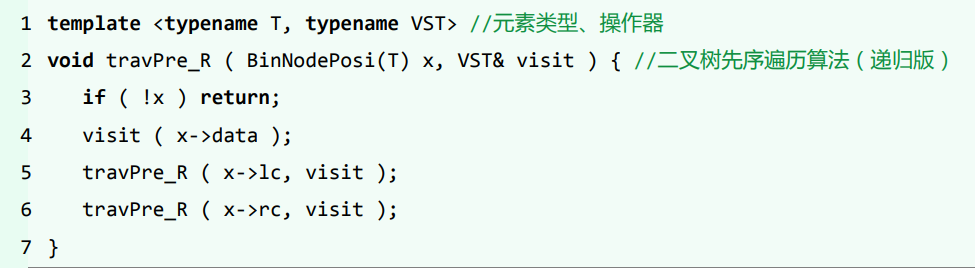 1 template <typename T, typename VST> //元素类型、操作器
2 void travPre_R ( BinNodePosi(T) x, VST& visit ) { //二叉树先序遍历算法（递归版）
3 if ( !x ) return;
4 visit ( x->data );
5 travPre_R ( x->lc, visit );
6 travPre_R ( x->rc, visit );
7 }